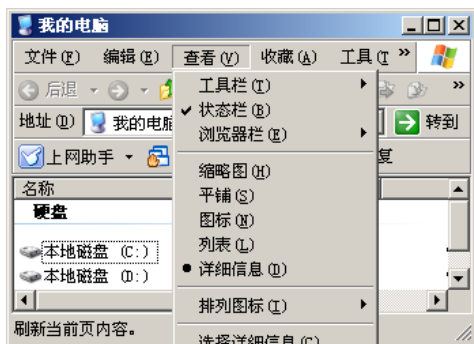 我的电脑
文件(F) 编辑(E) 查看(V) 收藏(A) 工具(T »
后退 »
工具栏(T)
状态栏(B)
地址(D) 我的电脑 转到
浏览器栏(E)
上网助手 复
缩略图(H)
名称
平铺(S)
硬盘
图标(N)
列表(L)
本地磁盘 (C:)
详细信息(D)
本地磁盘 (D:)
排列图标(I)
刷新当前页内容。
选择详细信息(C)